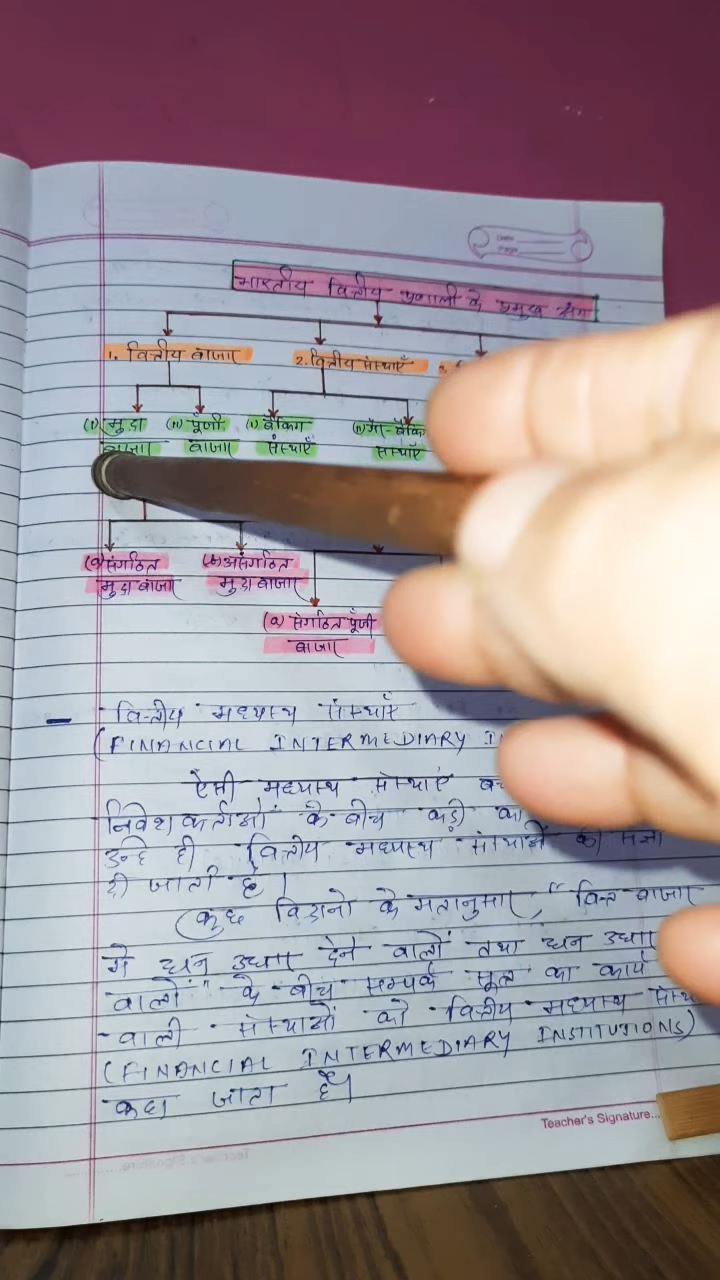 भारतीय वित्तीय प्रणाली के प्रमुख अंग
1. वित्तीय बाजार 2. वित्तीय संस्थाएँ
(i) मुद्रा (ii) पूँजी (i) बैंकिंग (ii) गैर-बैंकि
बाजार बाजार संस्थाएँ संस्थाएँ
(a) संगठित (b) असंगठित
मुद्रा बाजार मुद्रा बाजार
(a) संगठित पूँजी
बाजार
- वित्तीय मध्यस्थ संस्थाएँ
(FINANCIAL INTERMEDIARY IN
ऐसी मध्यस्थ संस्थाएं
निवेशकर्ताओं के बीच कड़ी का
उन्हे ही वित्तीय मध्यस्थ संस्थाओं की संज्ञा
दी जाती है।
(कुछ विद्वानो के मतानुसार, "वित्त-बाजार
में धन उधार देने वालों तथा धन उधार
वालों" के बीच सम्पर्क सूत्र का कार्य
वाली संस्थाओं को वित्तीय मध्यस्थ संस्था
(FINANCIAL INTERMEDIARY INSTITUTIONS)
कहा जाता है।
Teacher's Signature...